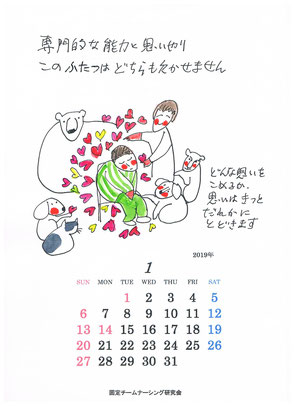 専門的な能力と思いやり
このふたつはどちらも欠かせません
どんな思いを
こめるか、
思いはきっと
だれかに
とどきます
2019年
1
SUN MON TUE WED THU FRI SAT
1 2 3 4 5
6 7 8 9 10 11 12
13 14 15 16 17 18 19
20 21 22 23 24 25 26
27 28 29 30 31
固定チームナーシング研究会